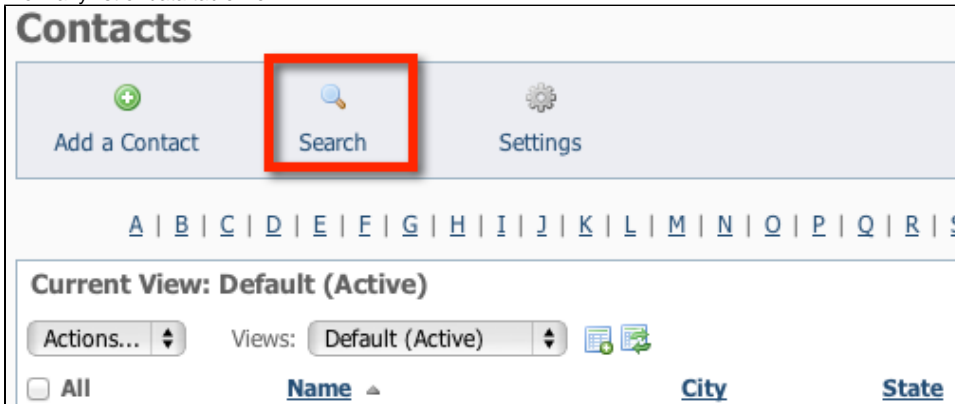 Contacts
Add a Contact Search Settings
A | B | C | D | E | F | G | H | I | J | K | L | M | N | O | P | Q | R |
Current View: Default (Active)
Actions... Views: Default (Active)
All Name City State